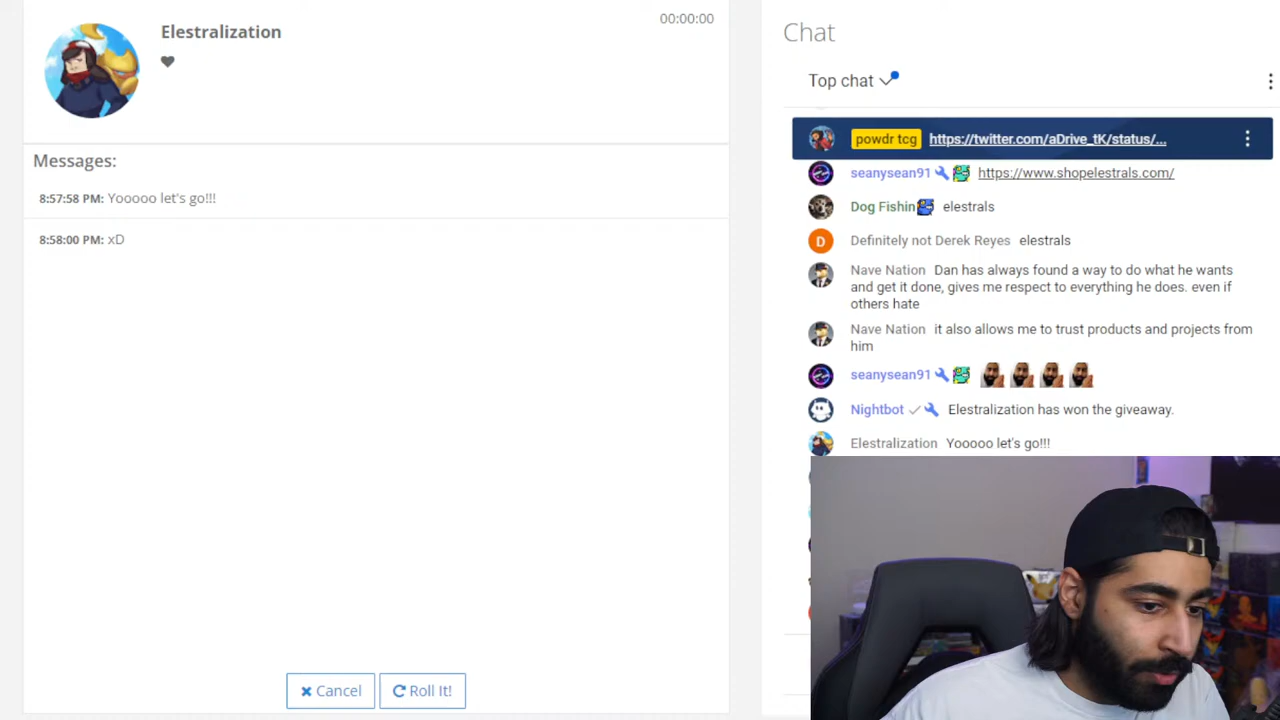 Elestralization
00:00:00
Messages:
8:57:58 PM: Yooooo let's go!!!
8:58:00 PM: xD
Cancel
Roll It!
Chat
Top chat
powdr tcg https://twitter.com/aDrive_tK/status/...
seanysean91 https://www.shopelestrals.com/
Dog Fishin elestrals
D Definitely not Derek Reyes elestrals
Nave Nation Dan has always found a way to do what he wants
and get it done, gives me respect to everything he does. even if
others hate
Nave Nation it also allows me to trust products and projects from
him
seanysean91
Nightbot Elestralization has won the giveaway.
Elestralization Yooooo let's go!!!